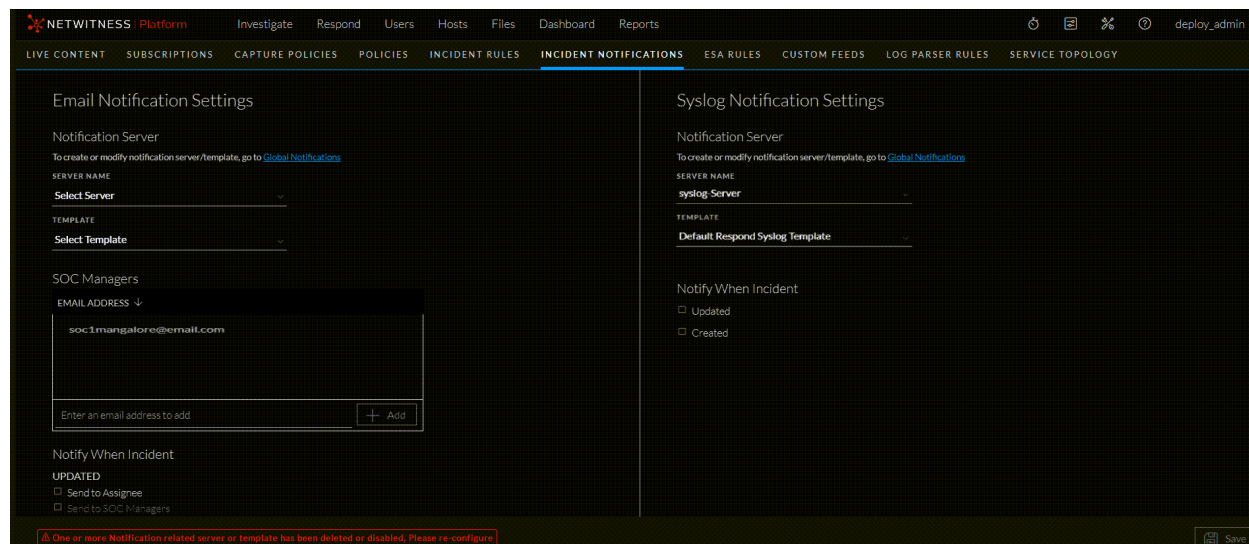 NETWITNESS Platform Investigate Respond Users Hosts Files Dashboard Reports deploy_admin
LIVE CONTENT SUBSCRIPTIONS CAPTURE POLICIES POLICIES INCIDENT RULES INCIDENT NOTIFICATIONS ESA RULES CUSTOM FEEDS LOG PARSER RULES SERVICE TOPOLOGY
Email Notification Settings
Notification Server
To create or modify notification server/template, go to Global Notifications
SERVER NAME
Select Server
TEMPLATE
Select Template
SOC Managers
EMAIL ADDRESS ↓
soc1mangalore@email.com
Enter an email address to add
+ Add
Notify When Incident
UPDATED
Send to Assignee
Send to SOC Managers
Syslog Notification Settings
Notification Server
To create or modify notification server/template, go to Global Notifications
SERVER NAME
syslog-Server
TEMPLATE
Default Respond Syslog Template
Notify When Incident
Updated
Created
One or more Notification related server or template has been deleted or disabled, Please re-configure
Save